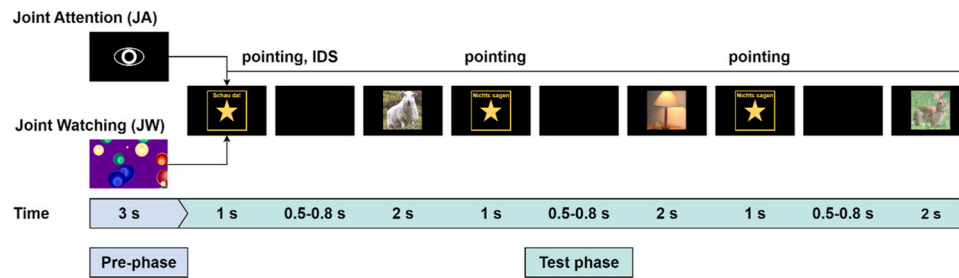 Joint Attention (JA)
pointing, IDS pointing pointing
Schau da!
Nichts sagen
Nichts sagen
Joint Watching (JW)
Time 3 s 1 s 0.5-0.8 s 2 s 1 s 0.5-0.8 s 2 s 1 s 0.5-0.8 s 2 s
Pre-phase Test phase